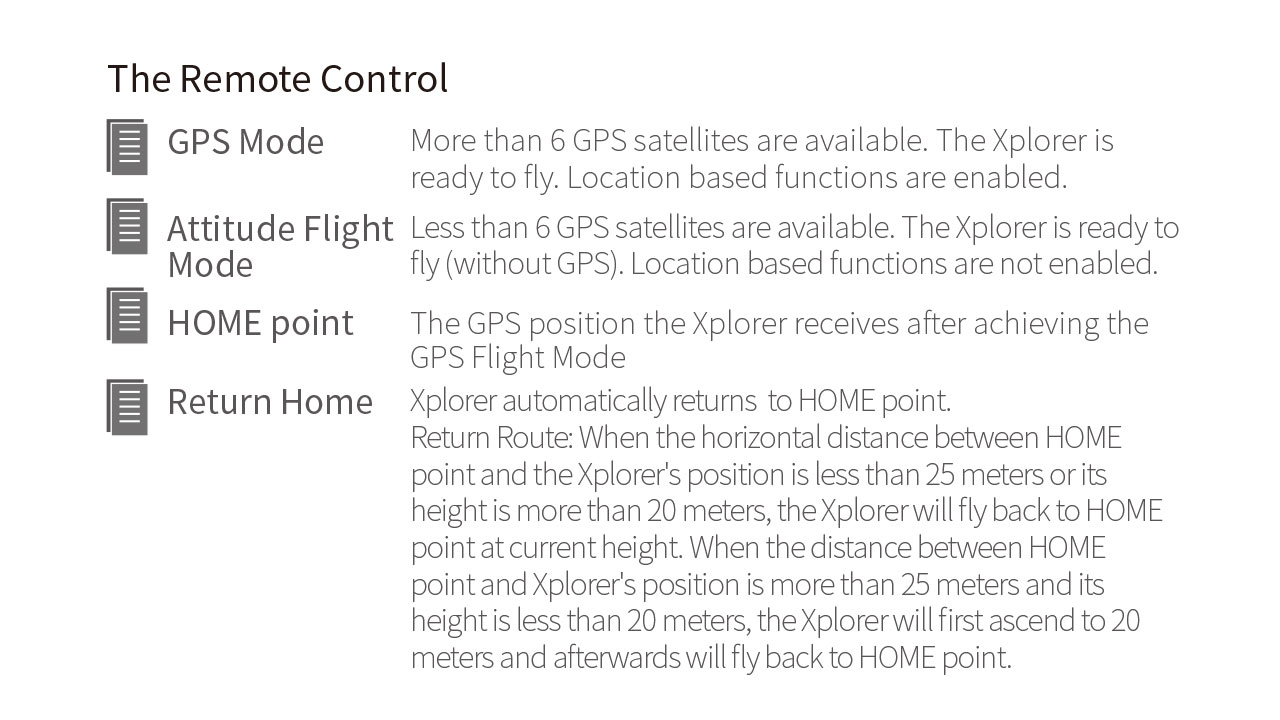 The Remote Control
GPS Mode
More than 6 GPS satellites are available. The Xplorer is
ready to fly. Location based functions are enabled.
Attitude Flight
Mode
Less than 6 GPS satellites are available. The Xplorer is ready to
fly (without GPS). Location based functions are not enabled.
HOME point
The GPS position the Xplorer receives after achieving the
GPS Flight Mode
Return Home
Xplorer automatically returns  to HOME point.
Return Route: When the horizontal distance between HOME
point and the Xplorer's position is less than 25 meters or its
height is more than 20 meters, the Xplorer will fly back to HOME
point at current height. When the distance between HOME
point and Xplorer's position is more than 25 meters and its
height is less than 20 meters, the Xplorer will first ascend to 20
meters and afterwards will fly back to HOME point.